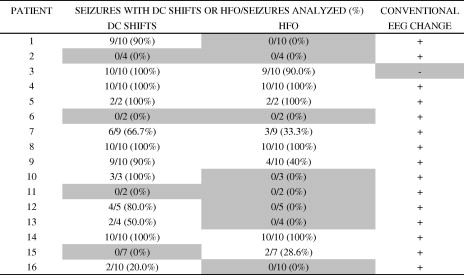 PATIENT SEIZURES WITH DC SHIFTS OR HFO/SEIZURES ANALYZED (%) CONVENTIONAL
DC SHIFTS HFO EEG CHANGE
1 9/10 (90%) 0/10 (0%) +
2 0/4 (0%) 0/4 (0%) +
3 10/10 (100%) 9/10 (90.0%) -
4 10/10 (100%) 10/10 (100%) +
5 2/2 (100%) 2/2 (100%) +
6 0/2 (0%) 0/2 (0%) +
7 6/9 (66.7%) 3/9 (33.3%) +
8 10/10 (100%) 10/10 (100%) +
9 9/10 (90%) 4/10 (40%) +
10 3/3 (100%) 0/3 (0%) +
11 0/2 (0%) 0/2 (0%) +
12 4/5 (80.0%) 0/5 (0%) +
13 2/4 (50.0%) 0/4 (0%) +
14 10/10 (100%) 10/10 (100%) +
15 0/7 (0%) 2/7 (28.6%) +
16 2/10 (20.0%) 0/10 (0%) +